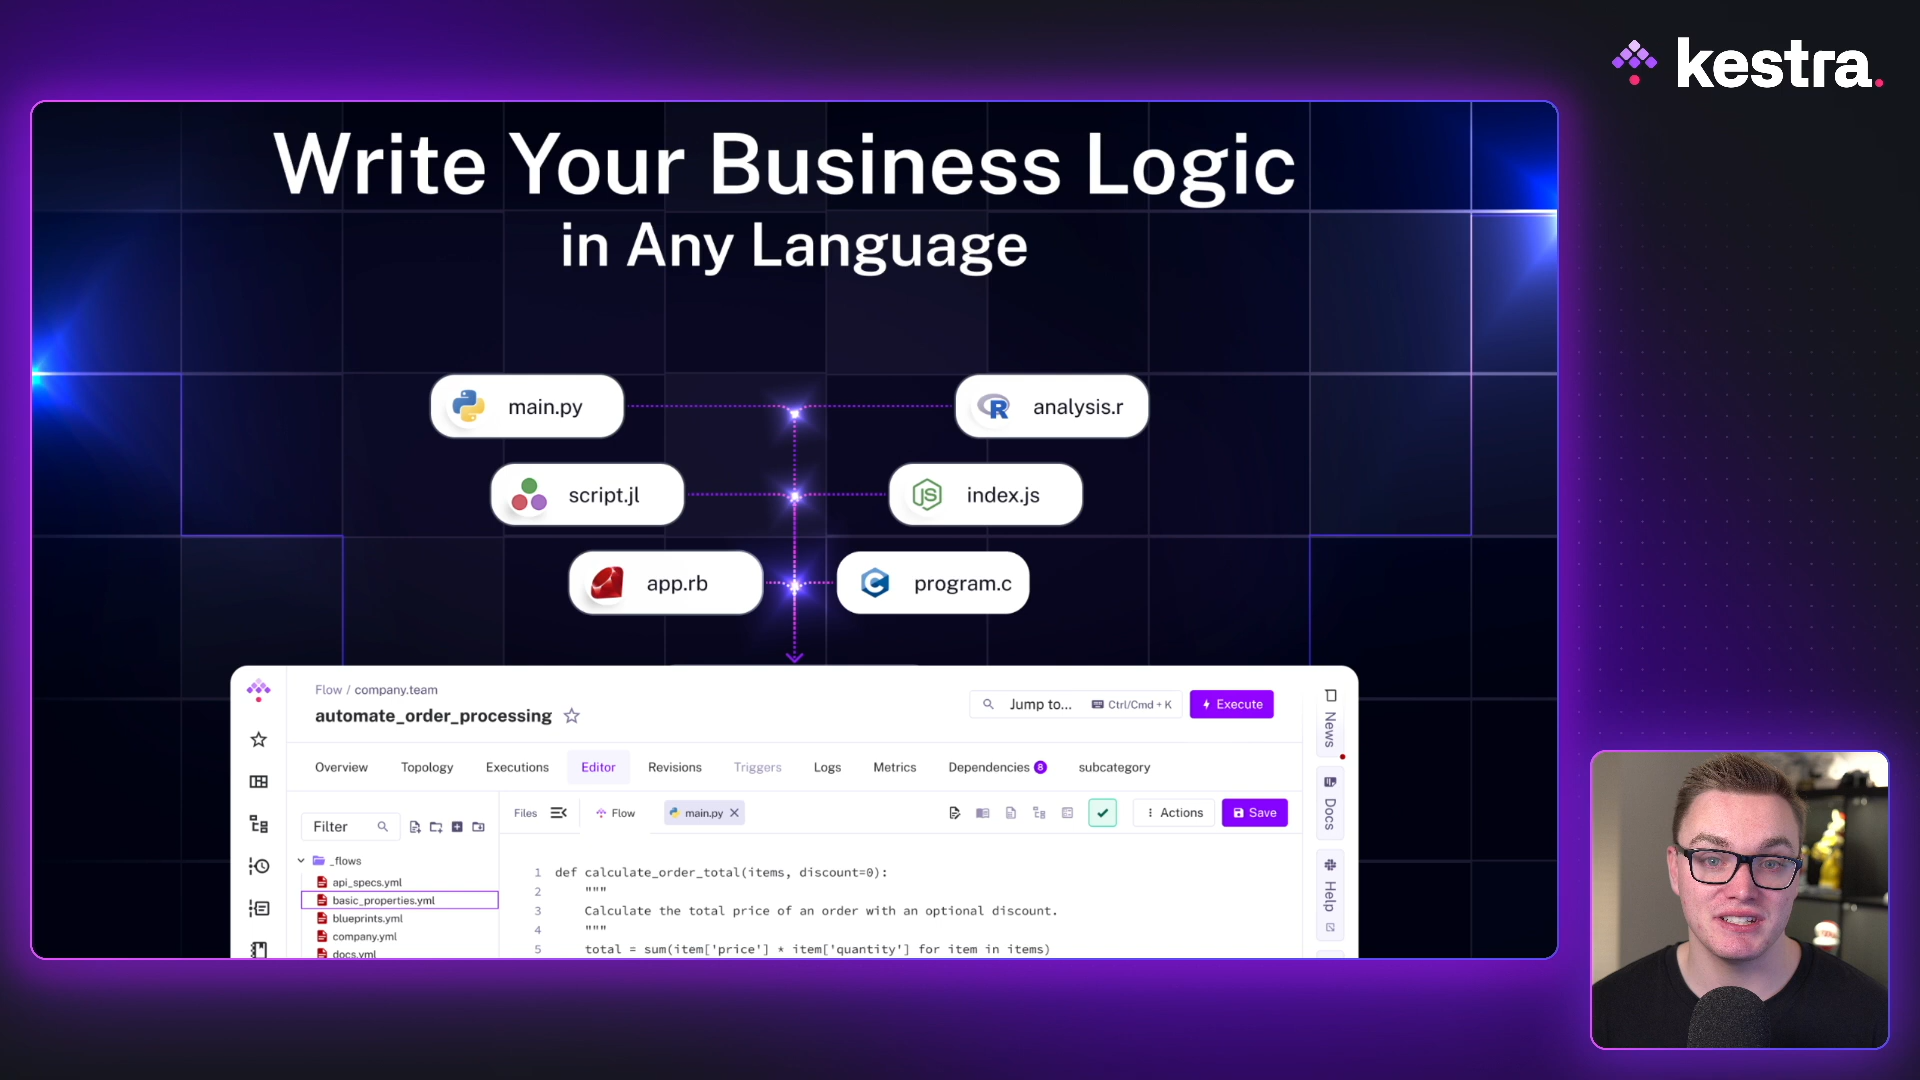 kestra.
Write Your Business Logic
in Any Language
main.py
analysis.r
script.jl
index.js
app.rb
program.c
Flow / company.team
automate_order_processing
Jump to...
Ctrl/Cmd + K
Execute
News
Overview
Topology
Executions
Editor
Revisions
Triggers
Logs
Metrics
Dependencies 8
subcategory
Docs
Files
Flow
main.py
Actions
Save
Filter
Help
_flows
api_specs.yml
basic_properties.yml
blueprints.yml
company.yml
docs.yml
1 def calculate_order_total(items, discount=0):
2 """
3 Calculate the total price of an order with an optional discount.
4 """
5 total = sum(item['price'] * item['quantity'] for item in items)